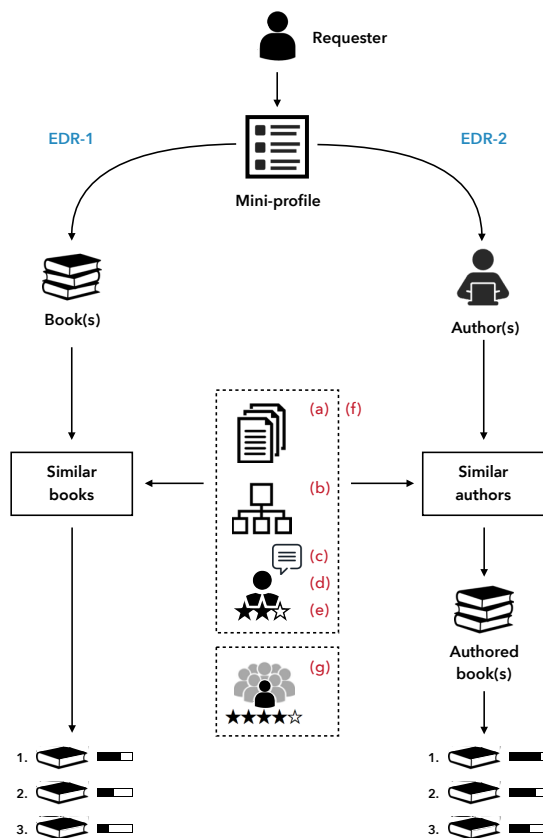 Requester
EDR-1
EDR-2
Mini-profile
Book(s)
Author(s)
(a)
(f)
Similar
books
(b)
Similar
authors
(c)
(d)
(e)
Authored
book(s)
(g)
1.
1.
2.
2.
3.
3.